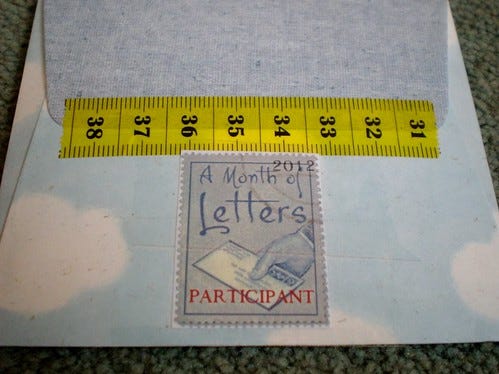 38 37 36 35 34 33 32 31
2012
A Month of
Letters
PARTICIPANT